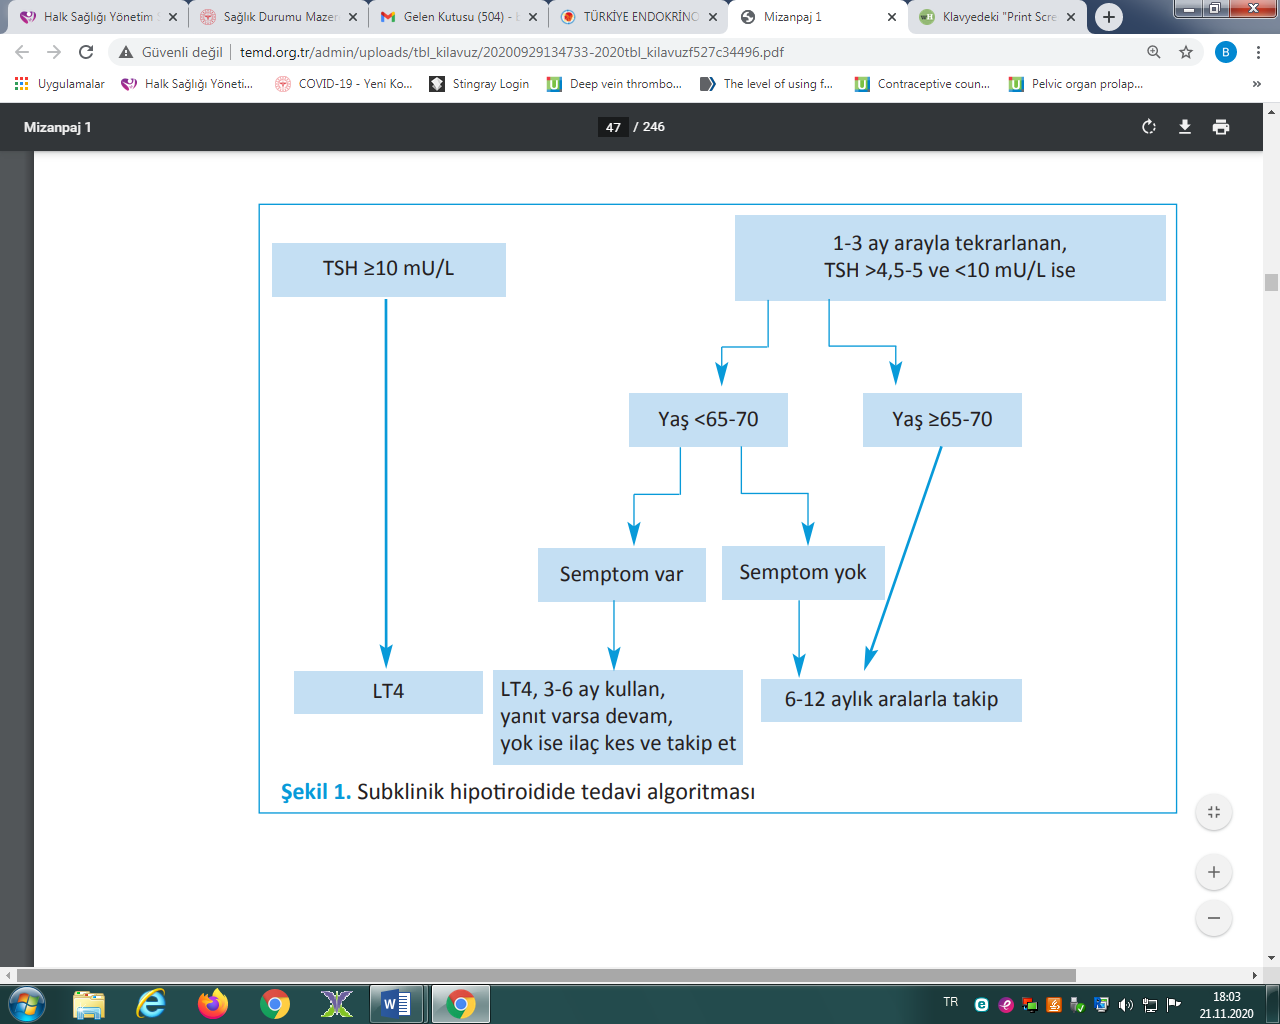 Halk Sağlığı Yönetim S
Sağlık Durumu Mazere
Gelen Kutusu (504) - b
TÜRKİYE ENDOKRİNO
Mizanpaj 1
Klavyedeki "Print Scre
Güvenli değil | temd.org.tr/admin/uploads/tbl_kilavuz/20200929134733-2020tbl_kilavuzf527c34496.pdf
B
Uygulamalar
Halk Sağlığı Yöneti...
COVID-19 - Yeni Ko...
Stingray Login
Deep vein thrombo...
The level of using f...
Contraceptive coun...
Pelvic organ prolap...
»
Mizanpaj 1
47 / 246
TSH ≥10 mU/L
1-3 ay arayla tekrarlanan,
TSH >4,5-5 ve <10 mU/L ise
Yaş <65-70
Yaş ≥65-70
Semptom var
Semptom yok
LT4
LT4, 3-6 ay kullan,
yanıt varsa devam,
yok ise ilaç kes ve takip et
6-12 aylık aralarla takip
Şekil 1. Subklinik hipotiroidide tedavi algoritması
TR
18:03
21.11.2020